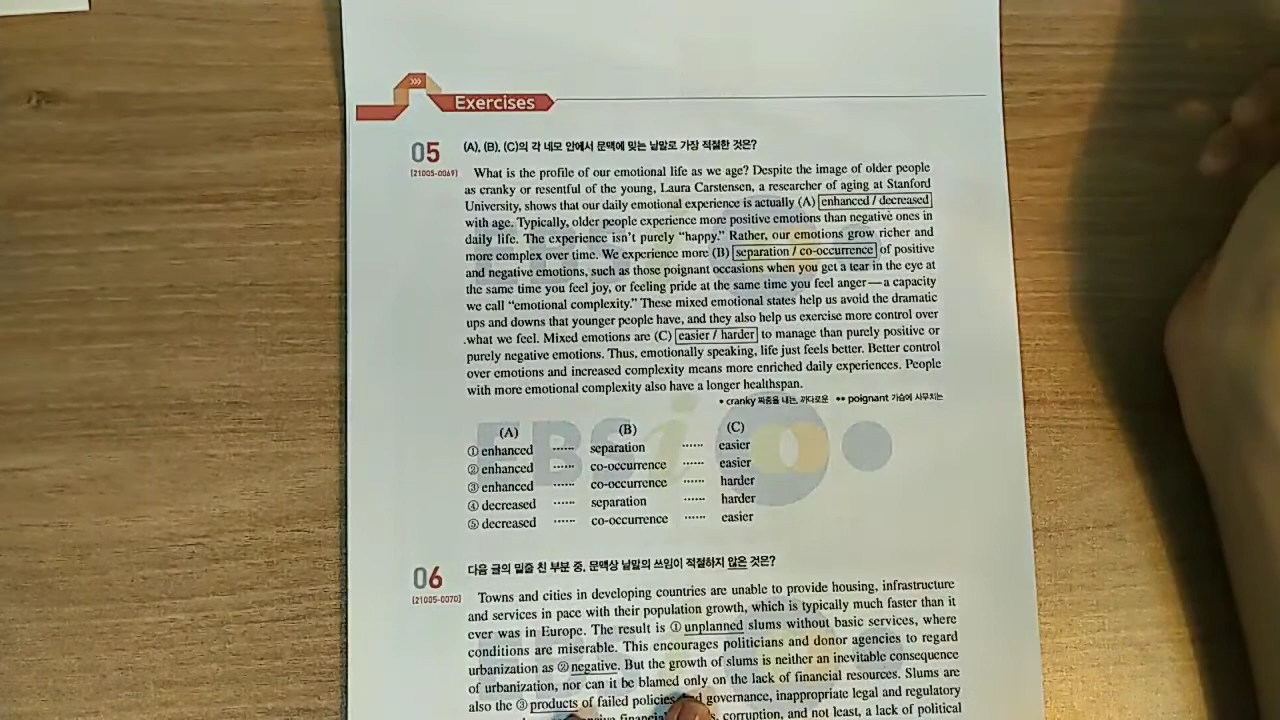 Exercises
05 (A), (B), (C)의 각 네모 안에서 문맥에 맞는 낱말로 가장 적절한 것은?
[21005-0069]
What is the profile of our emotional life as we age? Despite the image of older people
as cranky or resentful of the young, Laura Carstensen, a researcher of aging at Stanford
University, shows that our daily emotional experience is actually (A) enhanced / decreased
with age. Typically, older people experience more positive emotions than negative ones in
daily life. The experience isn't purely “happy.” Rather, our emotions grow richer and
more complex over time. We experience more (B) separation / co-occurrence of positive
and negative emotions, such as those poignant occasions when you get a tear in the eye at
the same time you feel joy, or feeling pride at the same time you feel anger—a capacity
we call “emotional complexity.” These mixed emotional states help us avoid the dramatic
ups and downs that younger people have, and they also help us exercise more control over
what we feel. Mixed emotions are (C) easier / harder to manage than purely positive or
purely negative emotions. Thus, emotionally speaking, life just feels better. Better control
over emotions and increased complexity means more enriched daily experiences. People
with more emotional complexity also have a longer healthspan.
* cranky 짜증을 내는, 까다로운 ** poignant 가슴에 사무치는
(A) (B) (C)
① enhanced ······ separation ······ easier
② enhanced ······ co-occurrence ······ easier
③ enhanced ······ co-occurrence ······ harder
④ decreased ······ separation ······ harder
⑤ decreased ······ co-occurrence ······ easier
EBSi
06 다음 글의 밑줄 친 부분 중, 문맥상 낱말의 쓰임이 적절하지 않은 것은?
[21005-0070]
Towns and cities in developing countries are unable to provide housing, infrastructure
and services in pace with their population growth, which is typically much faster than it
ever was in Europe. The result is ① unplanned slums without basic services, where
conditions are miserable. This encourages politicians and donor agencies to regard
urbanization as ② negative. But the growth of slums is neither an inevitable consequence
of urbanization, nor can it be blamed only on the lack of financial resources. Slums are
also the ③ products of failed policies governance, inappropriate legal and regulatory
financial corruption, and not least, a lack of political